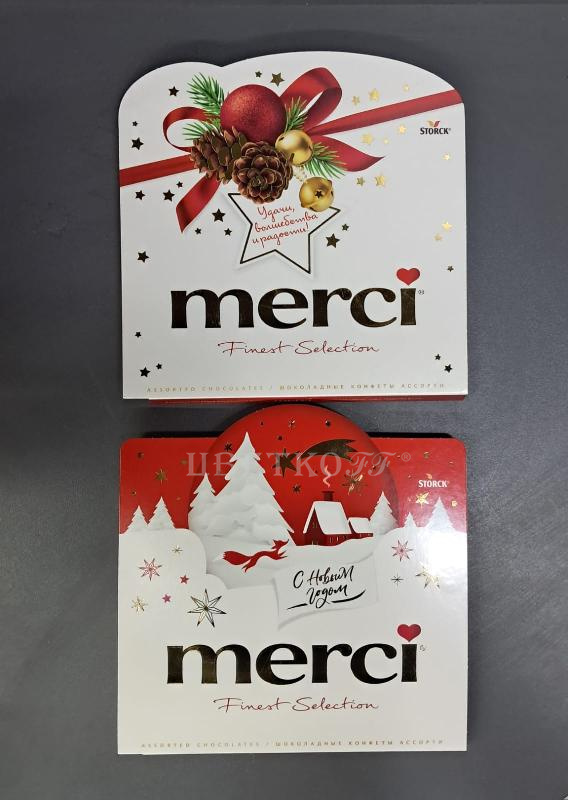 STORCK®
Удачи,
волшебства
и радости!
merci
Finest Selection
ASSORTED CHOCOLATES / ШОКОЛАДНЫЕ КОНФЕТЫ АССОРТИ
ЦВЕТКОFF®
STORCK®
С Новым
годом
merci
Finest Selection
ASSORTED CHOCOLATES / ШОКОЛАДНЫЕ КОНФЕТЫ АССОРТИ